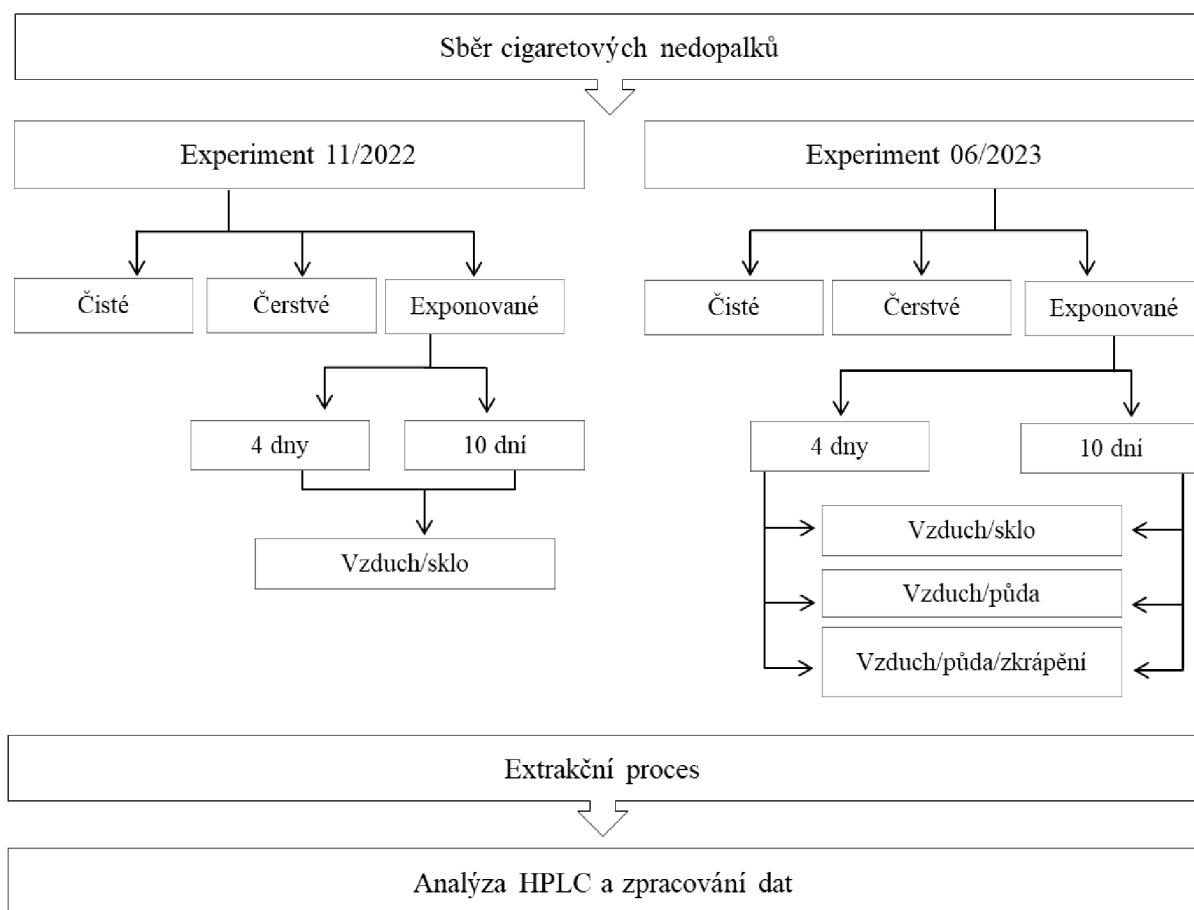 Sběr cigaretových nedopalků
Experiment 11/2022
Experiment 06/2023
Čisté
Čerstvé
Exponované
Čisté
Čerstvé
Exponované
4 dny
10 dní
4 dny
10 dní
Vzduch/sklo
Vzduch/sklo
Vzduch/půda
Vzduch/půda/zkrápění
Extrakční proces
Analýza HPLC a zpracování dat